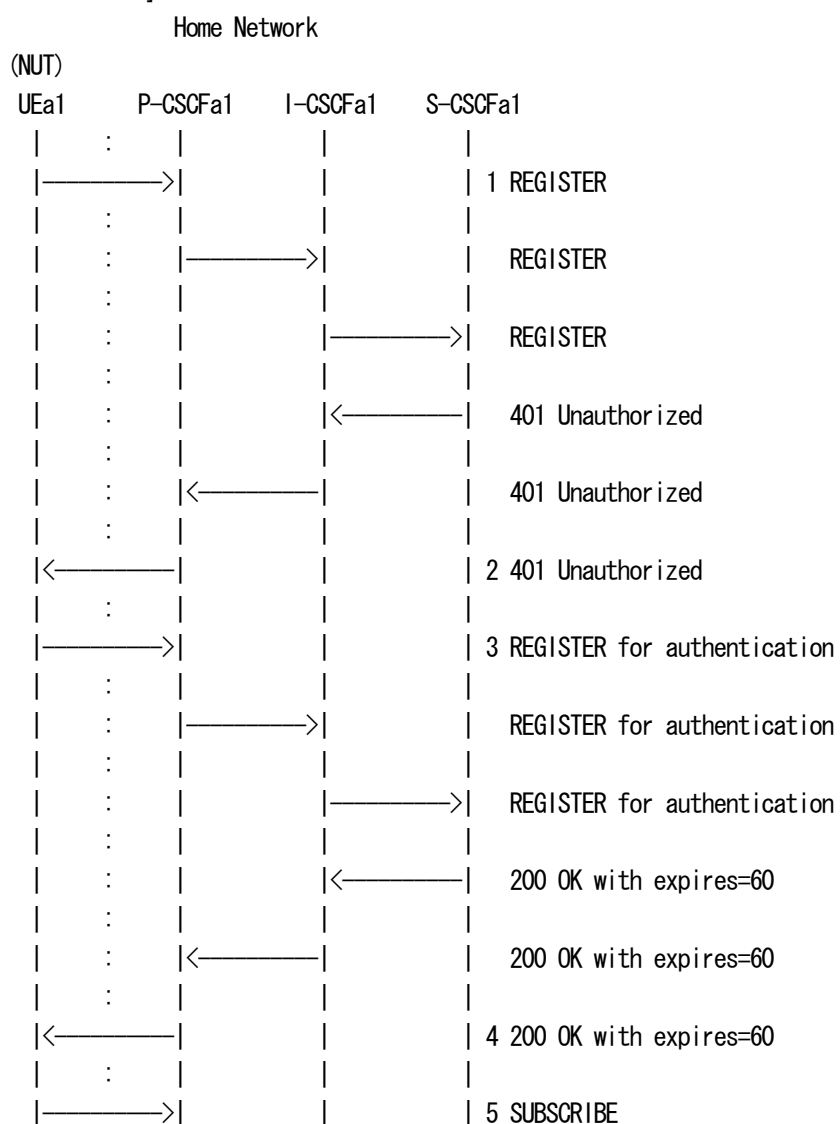 Home Network
(NUT)
UEa1 P-CSCFa1 I-CSCFa1 S-CSCFa1
1 REGISTER
REGISTER
REGISTER
401 Unauthorized
401 Unauthorized
2 401 Unauthorized
3 REGISTER for authentication
REGISTER for authentication
REGISTER for authentication
200 OK with expires=60
200 OK with expires=60
4 200 OK with expires=60
5 SUBSCRIBE